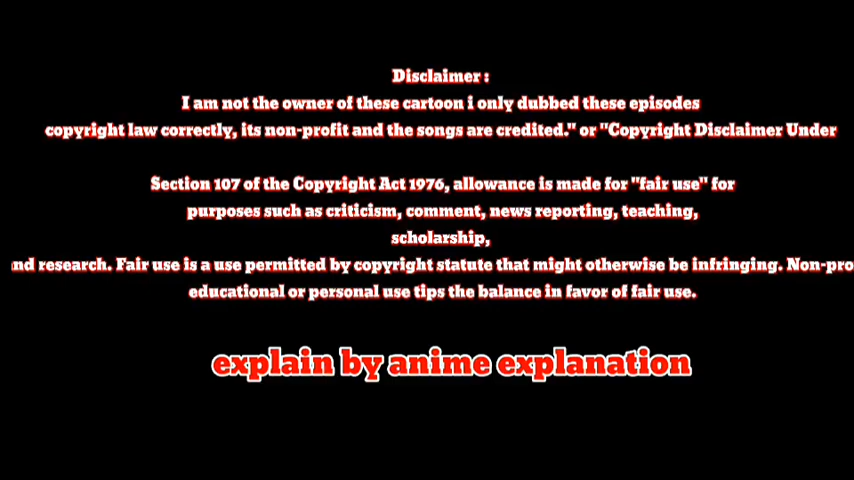 Disclaimer :
I am not the owner of these cartoon i only dubbed these episodes
copyright law correctly, its non-profit and the songs are credited." or "Copyright Disclaimer Under
Section 107 of the Copyright Act 1976, allowance is made for "fair use" for
purposes such as criticism, comment, news reporting, teaching,
scholarship,
nd research. Fair use is a use permitted by copyright statute that might otherwise be infringing. Non-pro
educational or personal use tips the balance in favor of fair use.
explain by anime explanation